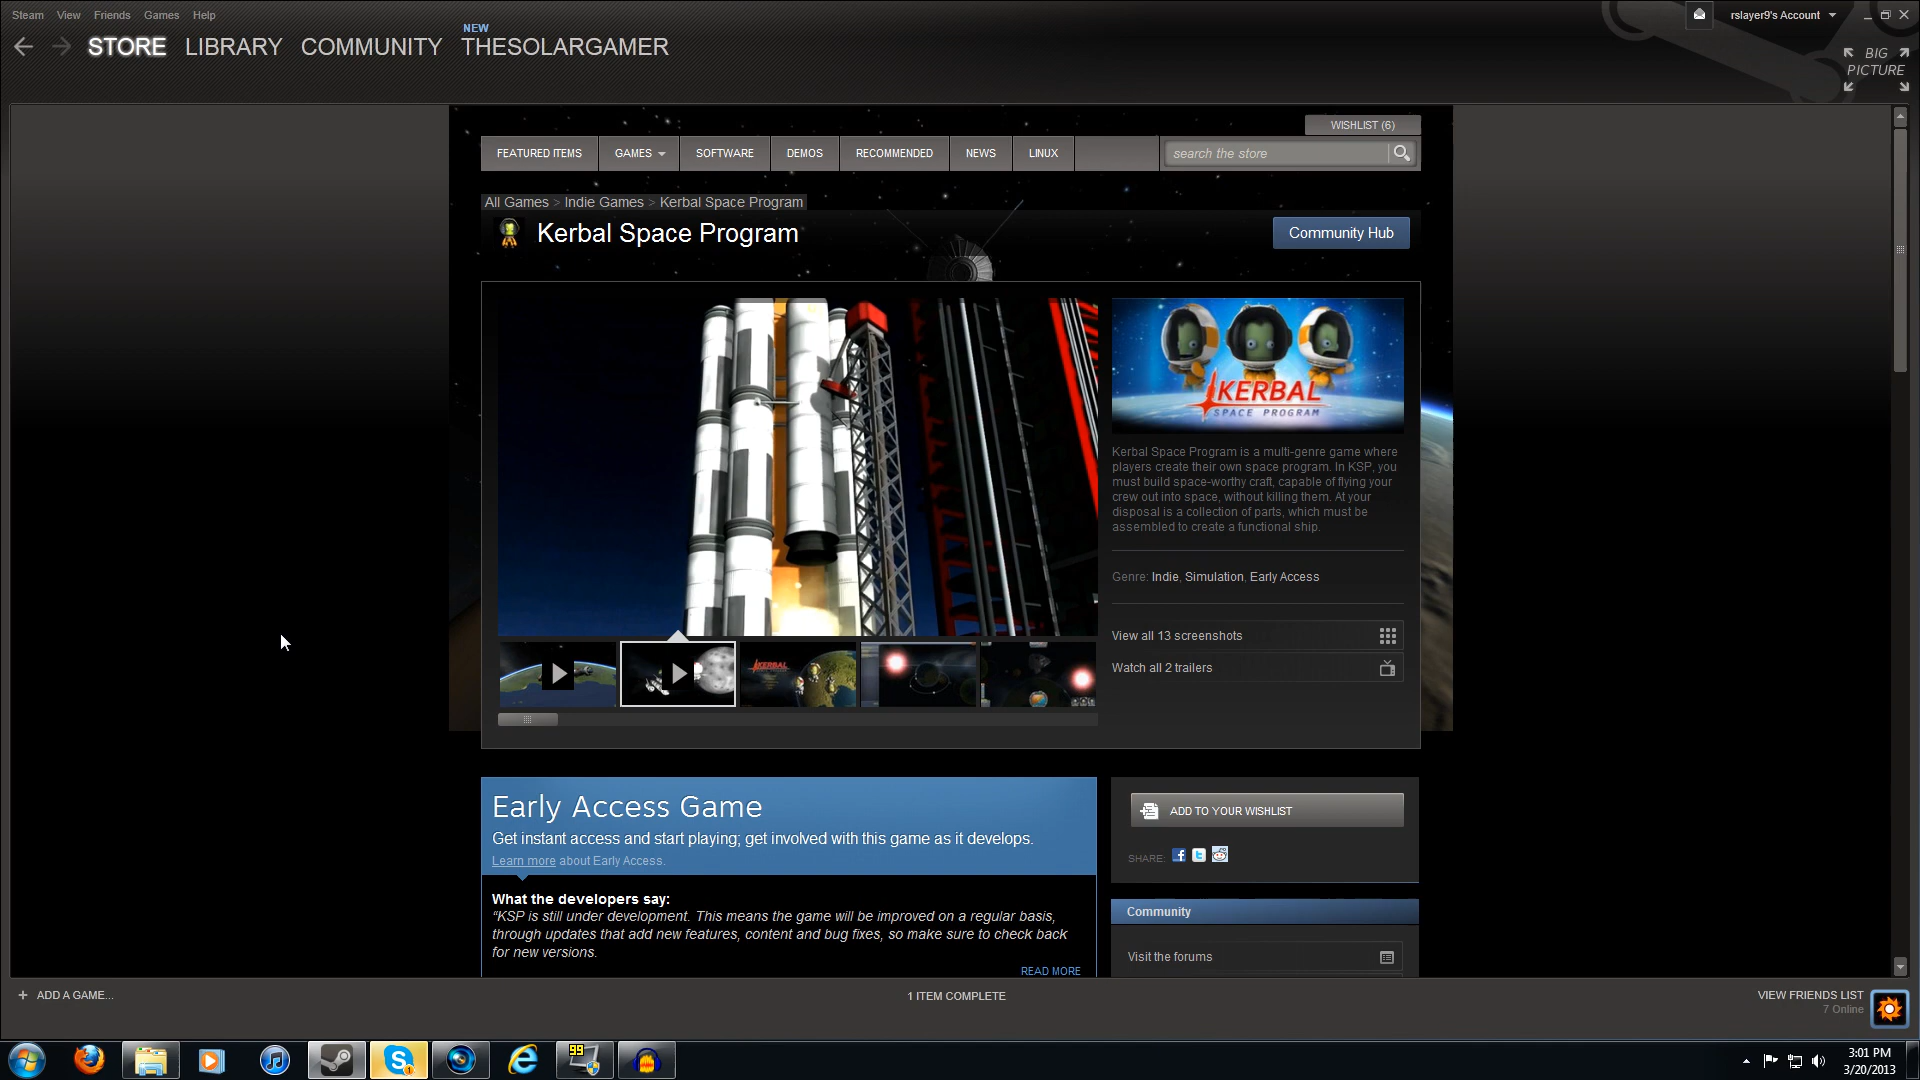 Steam View Friends Games Help
rslayer9's Account
NEW
STORE LIBRARY COMMUNITY THESOLARGAMER
BIG
PICTURE
WISHLIST (6)
FEATURED ITEMS GAMES SOFTWARE DEMOS RECOMMENDED NEWS LINUX search the store
All Games > Indie Games > Kerbal Space Program
Kerbal Space Program
Community Hub
KERBAL
SPACE PROGRAM
Kerbal Space Program is a multi-genre game where
players create their own space program. In KSP, you
must build space-worthy craft, capable of flying your
crew out into space, without killing them. At your
disposal is a collection of parts, which must be
assembled to create a functional ship.
Genre: Indie, Simulation, Early Access
View all 13 screenshots
Watch all 2 trailers
KERBAL
Early Access Game
Get instant access and start playing; get involved with this game as it develops.
Learn more about Early Access.
What the developers say:
“KSP is still under development. This means the game will be improved on a regular basis,
through updates that add new features, content and bug fixes, so make sure to check back
for new versions.
READ MORE
ADD TO YOUR WISHLIST
SHARE:
Community
Visit the forums
+ ADD A GAME...
1 ITEM COMPLETE
VIEW FRIENDS LIST
7 Online
99
1
3:01 PM
3/20/2013